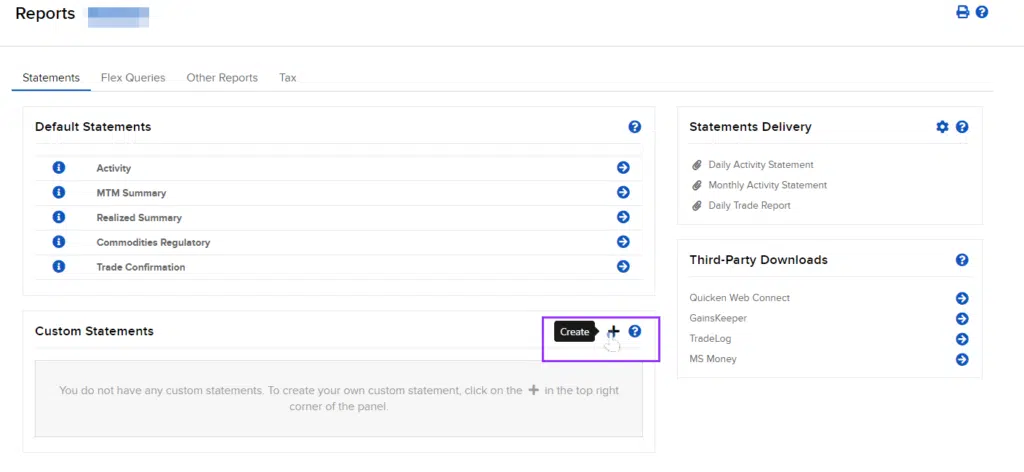 Reports
Statements Flex Queries Other Reports Tax
Default Statements
Activity
MTM Summary
Realized Summary
Commodities Regulatory
Trade Confirmation
Custom Statements
Create
You do not have any custom statements. To create your own custom statement, click on the + in the top right
corner of the panel.
Statements Delivery
Daily Activity Statement
Monthly Activity Statement
Daily Trade Report
Third-Party Downloads
Quicken Web Connect
GainsKeeper
TradeLog
MS Money